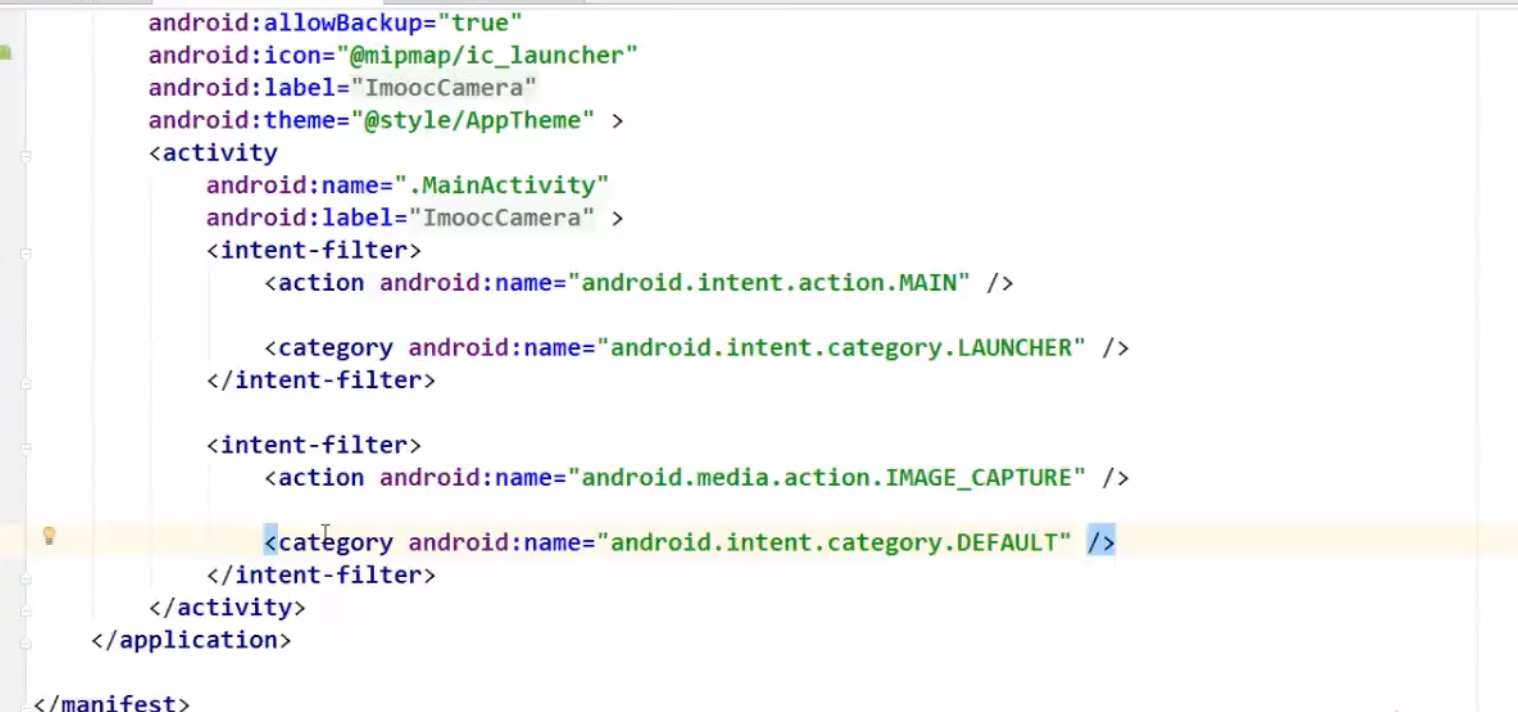 android:allowBackup="true"
android:icon="@mipmap/ic_launcher"
android:label="ImoocCamera"
android:theme="@style/AppTheme" >
<activity
android:name=".MainActivity"
android:label="ImoocCamera" >
<intent-filter>
<action android:name="android.intent.action.MAIN" />
<category android:name="android.intent.category.LAUNCHER" />
</intent-filter>
<intent-filter>
<action android:name="android.media.action.IMAGE_CAPTURE" />
<category android:name="android.intent.category.DEFAULT" />
</intent-filter>
</activity>
</application>
</manifest>